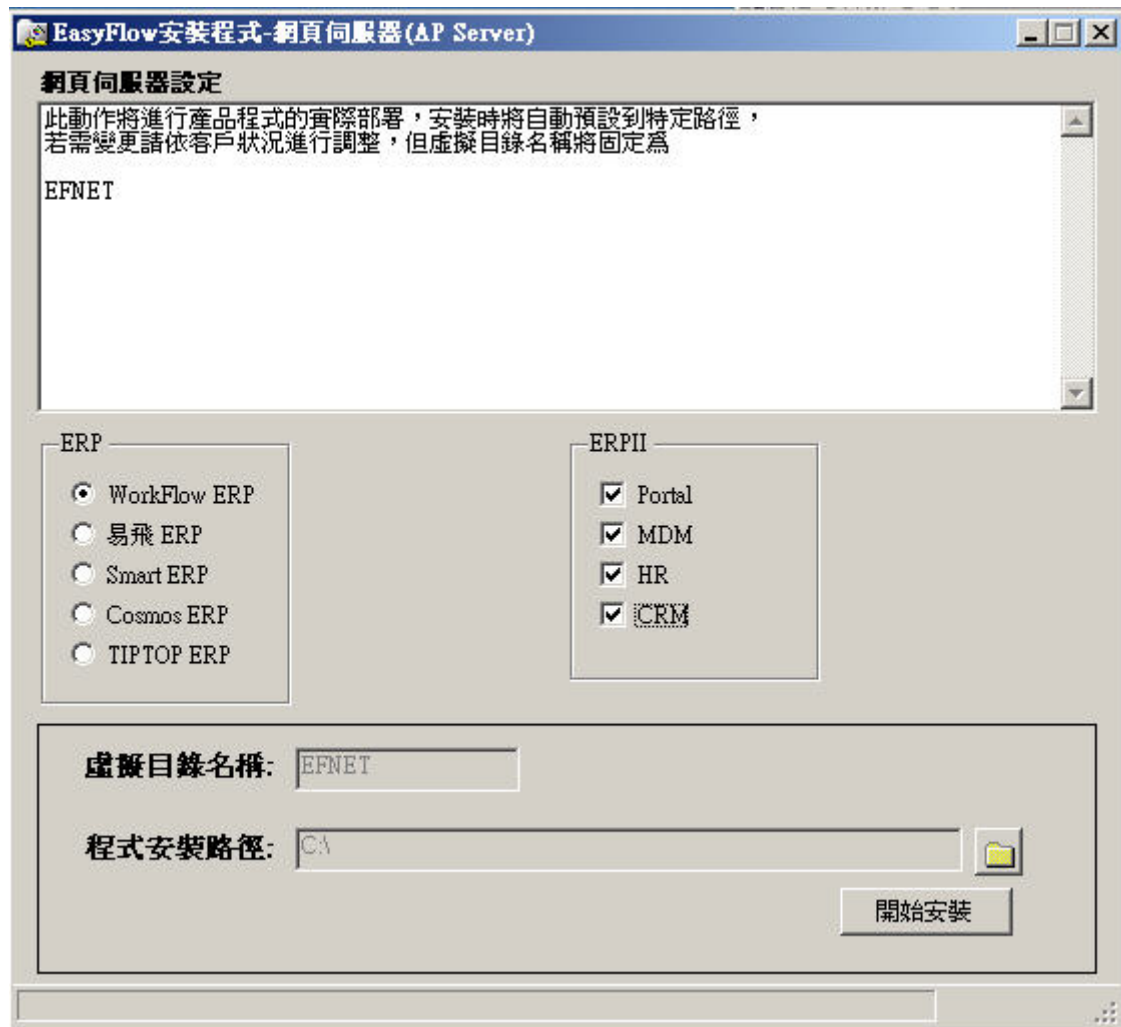 EasyFlow安裝程式-網頁伺服器(AP Server)
網頁伺服器設定
此動作將進行產品程式的實際部署，安裝時將自動預設到特定路徑，
若需變更請依客戶狀況進行調整，但虛擬目錄名稱將固定為
EFNET
ERP
WorkFlow ERP
易飛 ERP
Smart ERP
Cosmos ERP
TIPTOP ERP
ERPII
Portal
MDM
HR
CRM
虛擬目錄名稱: EFNET
程式安裝路徑: C:\
開始安裝